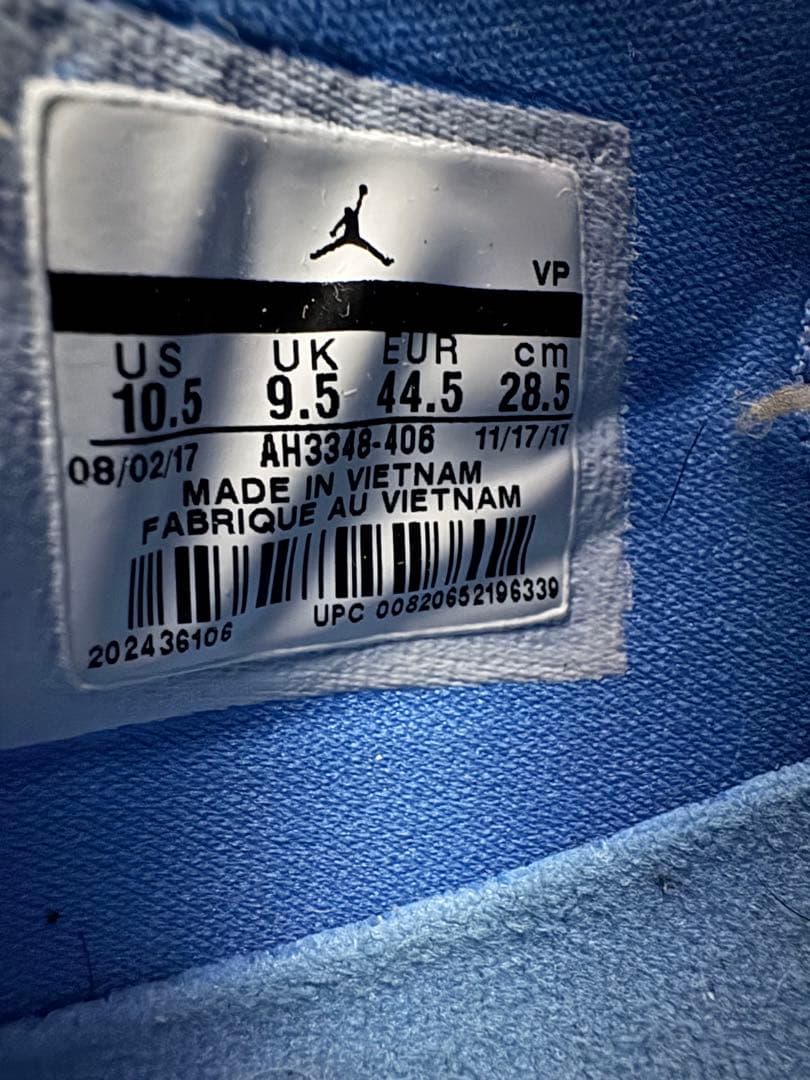 VP
US UK EUR cm
10.5 9.5 44.5 28.5
08/02/17 AH3348-406 11/17/17
MADE IN VIETNAM
FABRIQUE AU VIETNAM
202436106 UPC 00820652196339